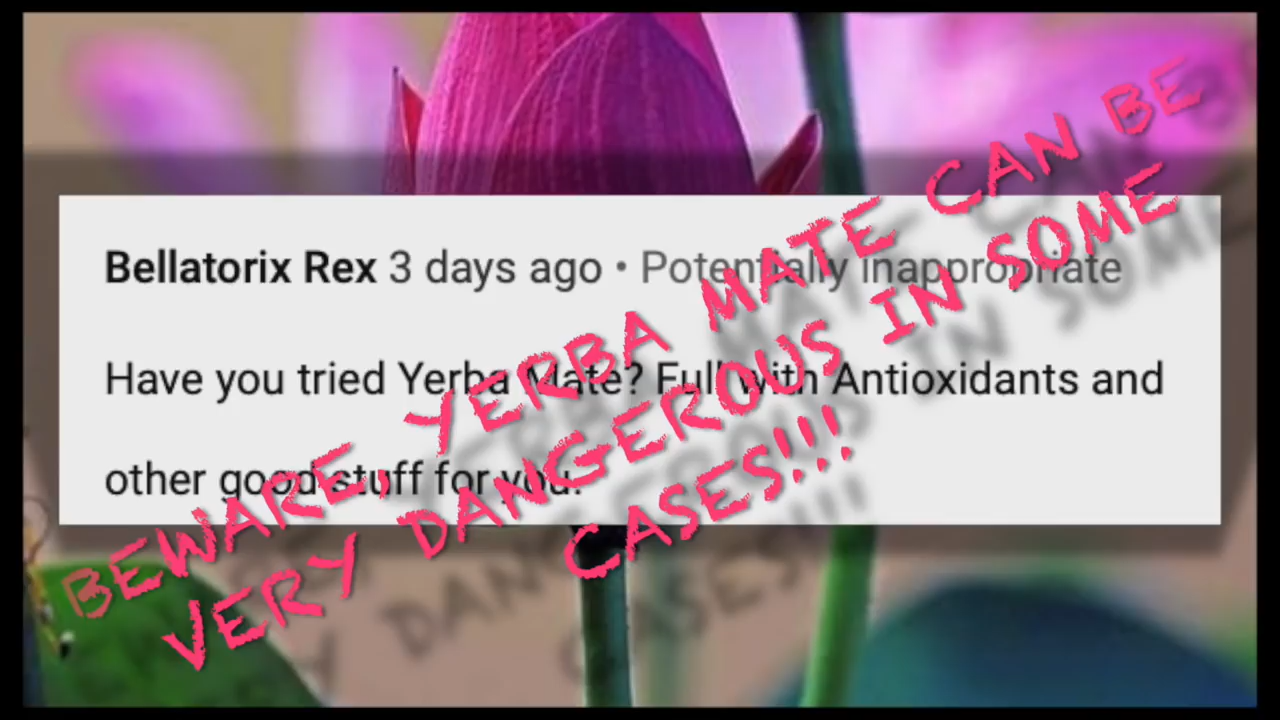 Bellatorix Rex 3 days ago • Potentially inappropriate
Have you tried Yerba Mate? Full with Antioxidants and
other good stuff for you.
BEWARE, YERBA MATE CAN BE
VERY DANGEROUS IN SOME
CASES!!!